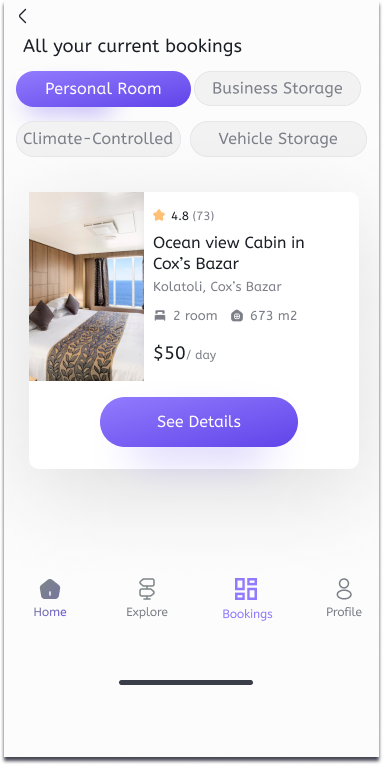 All your current bookings
Personal Room
Business Storage
Climate-Controlled
Vehicle Storage
4.8 (73)
Ocean view Cabin in
Cox's Bazar
Kolatoli, Cox's Bazar
2 room 673 m2
$50/ day
See Details
Home Explore Bookings Profile